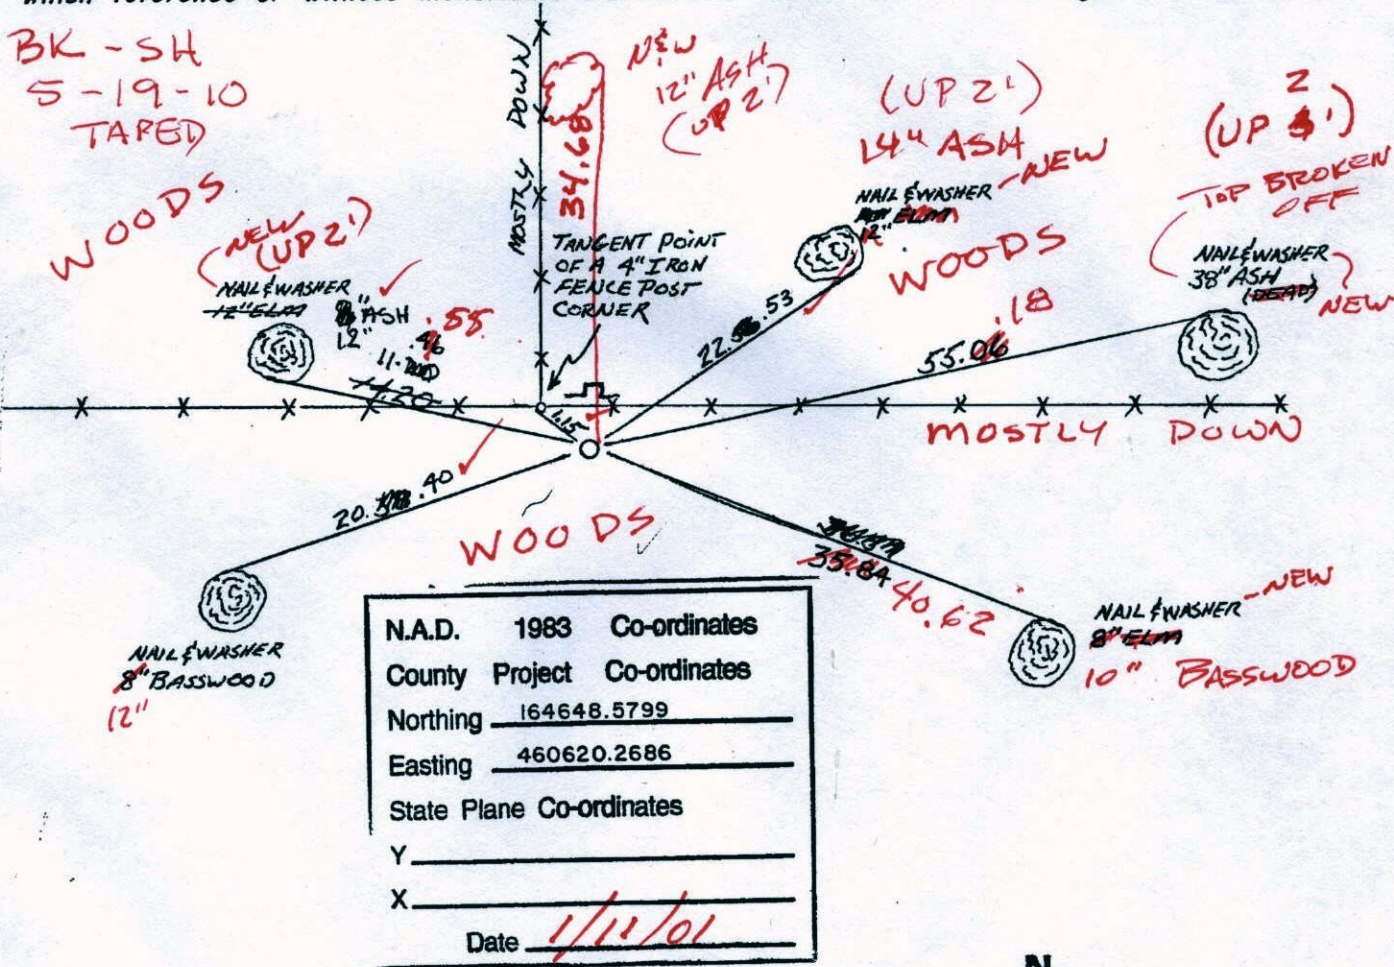 BK - SH
5-19-10
TAPED
WOODS
NEW
(UP 2')
NAIL & WASHER
12" ELM
" ASH
12"
.46
.55
11.
14.20
MOSTLY DOWN
34.68
N & W
12" ASH
(UP 2')
TANGENT POINT
OF A 4" IRON
FENCE POST
CORNER
(UP 2')
14" ASH
NAIL & WASHER
NEW
ELM
12"
WOODS
22. .53
2
(UP ')
TOP BROKEN
OFF
NAIL & WASHER
38" ASH
(DEAD)
NEW
55.06
.18
X X X X X X X X X X X X X
1.15
MOSTLY DOWN
20. .40
WOODS
35.84
40.62
NAIL & WASHER
8" BASSWOOD
12"
NAIL & WASHER
NEW
8" ELM
10" BASSWOOD
N.A.D. 1983 Co-ordinates
County Project Co-ordinates
Northing 164648.5799
Easting 460620.2686
State Plane Co-ordinates
Y
X
Date 1/11/01
N